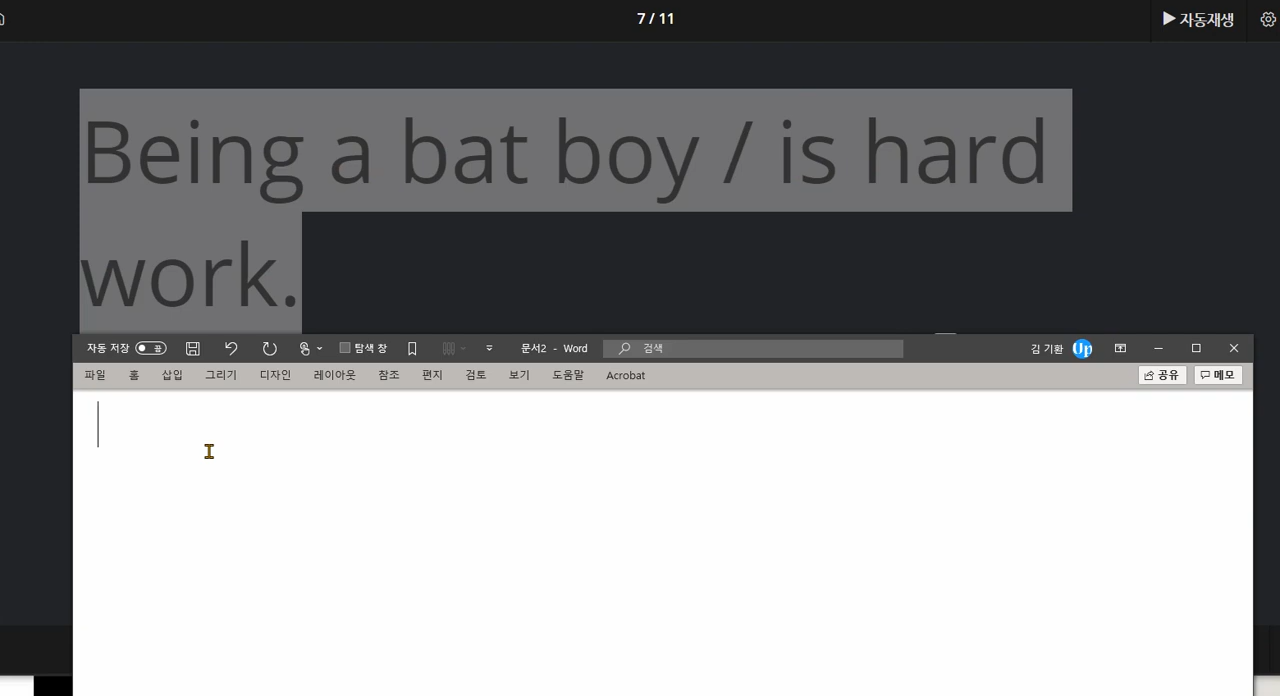 7 / 11
▶ 자동재생
Being a bat boy / is hard
work.
자동 저장 끔 탐색 창 문서2 - Word 검색 김 기환 Up
파일 홈 삽입 그리기 디자인 레이아웃 참조 편지 검토 보기 도움말 Acrobat 공유 메모